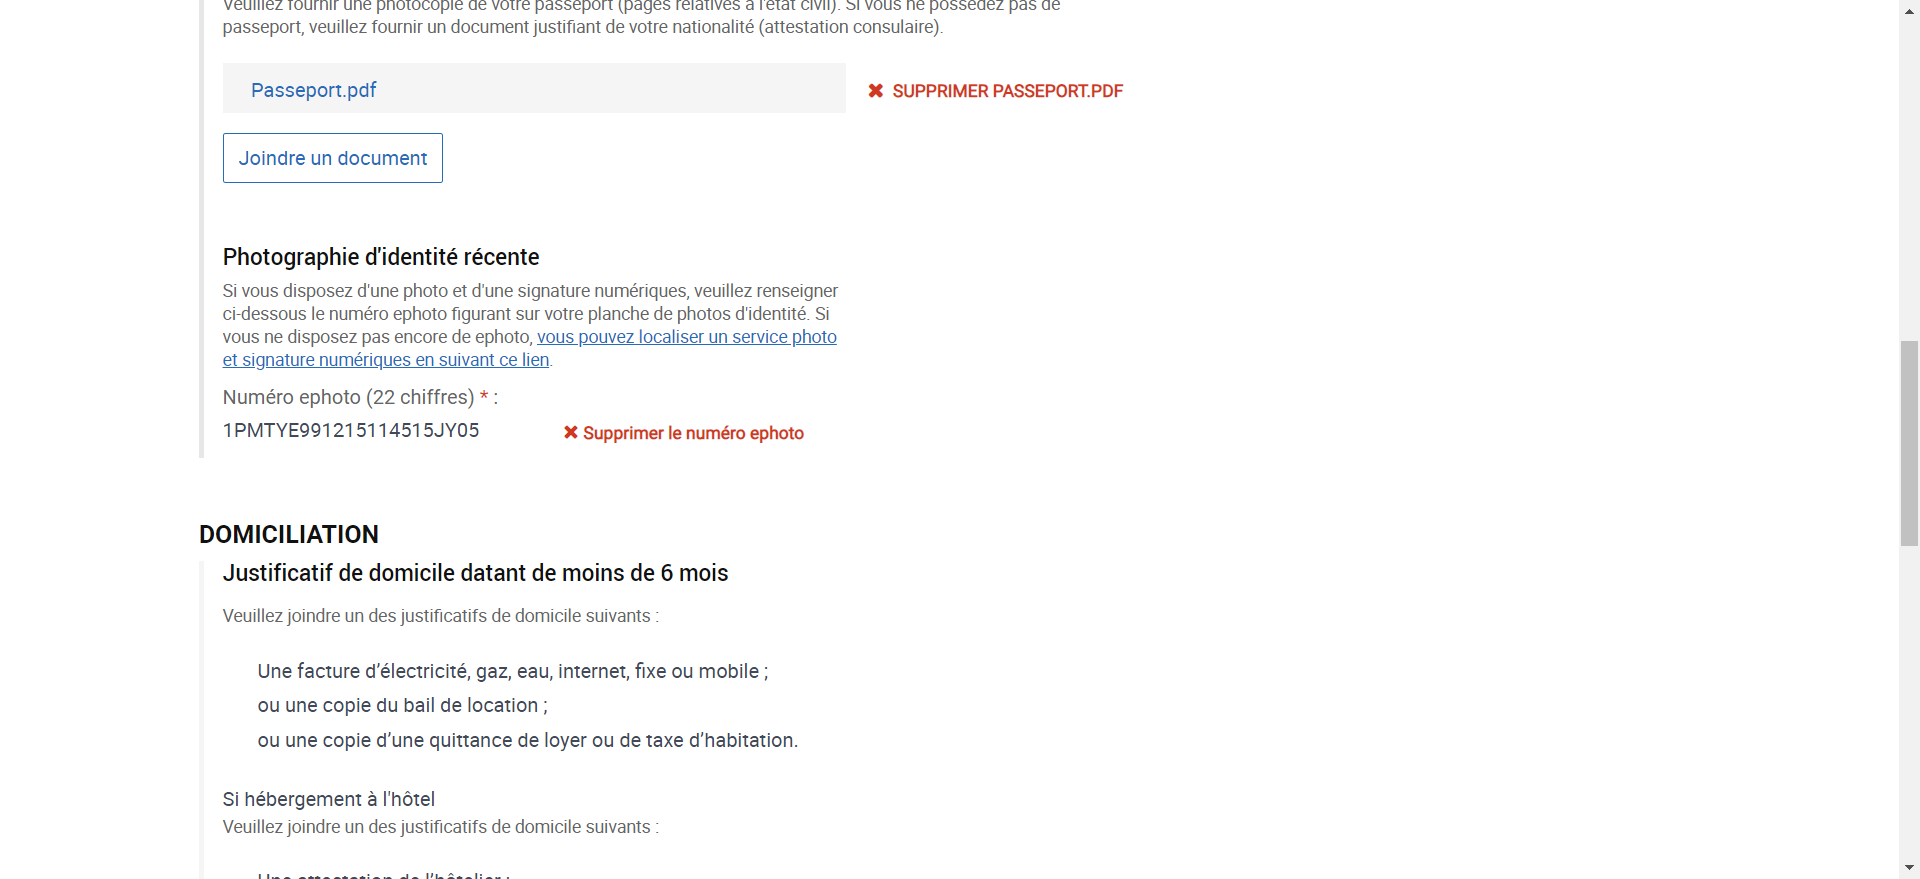 Veuillez fournir une photocopie de votre passeport (pages relatives à l'état civil). Si vous ne possédez pas de
passeport, veuillez fournir un document justifiant de votre nationalité (attestation consulaire).
Passeport.pdf
✖ SUPPRIMER PASSEPORT.PDF
Joindre un document
Photographie d'identité récente
Si vous disposez d'une photo et d'une signature numériques, veuillez renseigner
ci-dessous le numéro ephoto figurant sur votre planche de photos d'identité. Si
vous ne disposez pas encore de ephoto, vous pouvez localiser un service photo
et signature numériques en suivant ce lien.
Numéro ephoto (22 chiffres) * :
1PMTYE991215114515JY05
✖ Supprimer le numéro ephoto
DOMICILIATION
Justificatif de domicile datant de moins de 6 mois
Veuillez joindre un des justificatifs de domicile suivants :
Une facture d’électricité, gaz, eau, internet, fixe ou mobile ;
ou une copie du bail de location ;
ou une copie d’une quittance de loyer ou de taxe d’habitation.
Si hébergement à l'hôtel
Veuillez joindre un des justificatifs de domicile suivants :
Une attestation de l’hôtelier ;